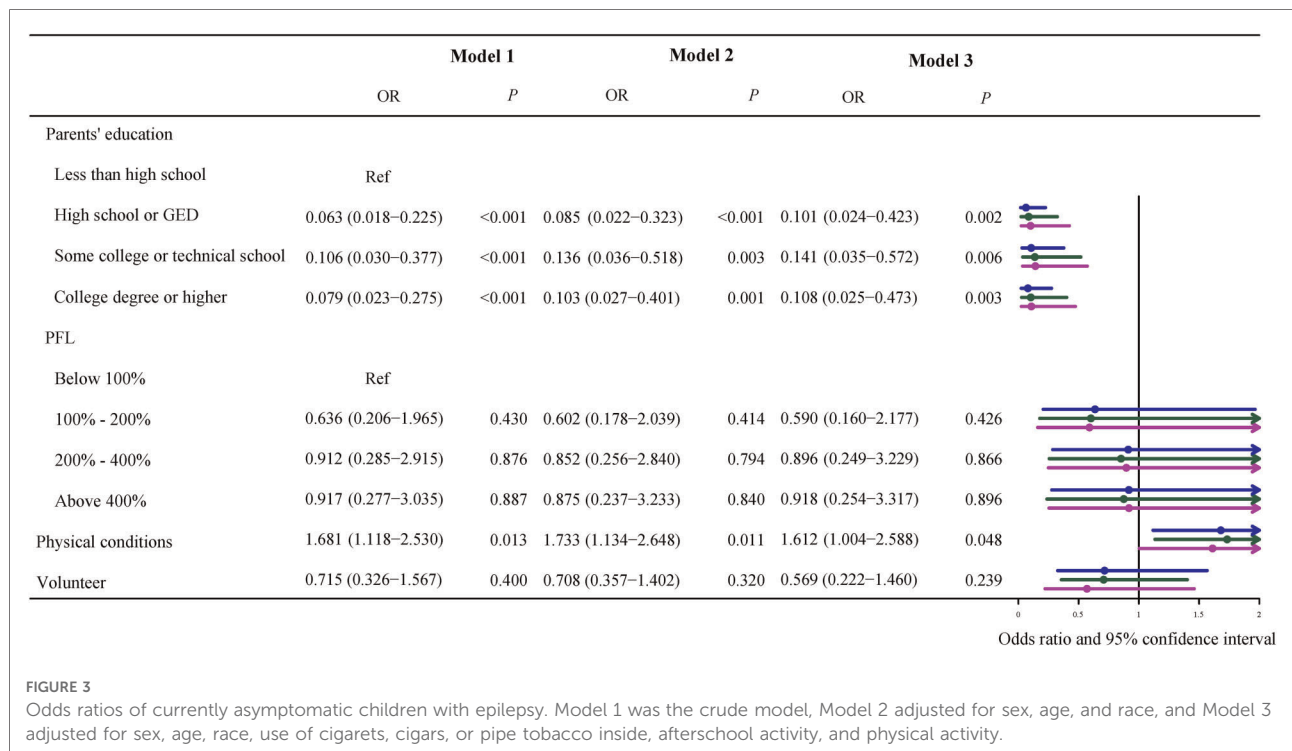 Model 1 Model 2 Model 3
OR P OR P OR P
Parents' education
Less than high school Ref
High school or GED 0.063 (0.018−0.225) <0.001 0.085 (0.022−0.323) <0.001 0.101 (0.024−0.423) 0.002
Some college or technical school 0.106 (0.030−0.377) <0.001 0.136 (0.036−0.518) 0.003 0.141 (0.035−0.572) 0.006
College degree or higher 0.079 (0.023−0.275) <0.001 0.103 (0.027−0.401) 0.001 0.108 (0.025−0.473) 0.003
PFL
Below 100% Ref
100% - 200% 0.636 (0.206−1.965) 0.430 0.602 (0.178−2.039) 0.414 0.590 (0.160−2.177) 0.426
200% - 400% 0.912 (0.285−2.915) 0.876 0.852 (0.256−2.840) 0.794 0.896 (0.249−3.229) 0.866
Above 400% 0.917 (0.277−3.035) 0.887 0.875 (0.237−3.233) 0.840 0.918 (0.254−3.317) 0.896
Physical conditions 1.681 (1.118−2.530) 0.013 1.733 (1.134−2.648) 0.011 1.612 (1.004−2.588) 0.048
Volunteer 0.715 (0.326−1.567) 0.400 0.708 (0.357−1.402) 0.320 0.569 (0.222−1.460) 0.239
0 0.5 1 1.5 2
Odds ratio and 95% confidence interval
FIGURE 3
Odds ratios of currently asymptomatic children with epilepsy. Model 1 was the crude model, Model 2 adjusted for sex, age, and race, and Model 3
adjusted for sex, age, race, use of cigarets, cigars, or pipe tobacco inside, afterschool activity, and physical activity.